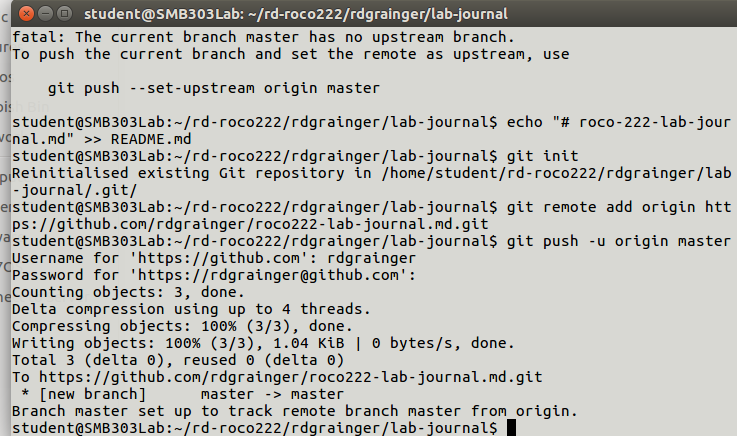 student@SMB303Lab: ~/rd-roco222/rdgrainger/lab-journal
fatal: The current branch master has no upstream branch.
To push the current branch and set the remote as upstream, use
git push --set-upstream origin master
student@SMB303Lab:~/rd-roco222/rdgrainger/lab-journal$ echo "# roco-222-lab-jour
nal.md" >> README.md
student@SMB303Lab:~/rd-roco222/rdgrainger/lab-journal$ git init
Reinitialised existing Git repository in /home/student/rd-roco222/rdgrainger/lab
-journal/.git/
student@SMB303Lab:~/rd-roco222/rdgrainger/lab-journal$ git remote add origin htt
ps://github.com/rdgrainger/roco222-lab-journal.md.git
student@SMB303Lab:~/rd-roco222/rdgrainger/lab-journal$ git push -u origin master
Username for 'https://github.com': rdgrainger
Password for 'https://rdgrainger@github.com':
Counting objects: 3, done.
Delta compression using up to 4 threads.
Compressing objects: 100% (3/3), done.
Writing objects: 100% (3/3), 1.04 KiB | 0 bytes/s, done.
Total 3 (delta 0), reused 0 (delta 0)
To https://github.com/rdgrainger/roco222-lab-journal.md.git
* [new branch]      master -> master
Branch master set up to track remote branch master from origin.
student@SMB303Lab:~/rd-roco222/rdgrainger/lab-journal$